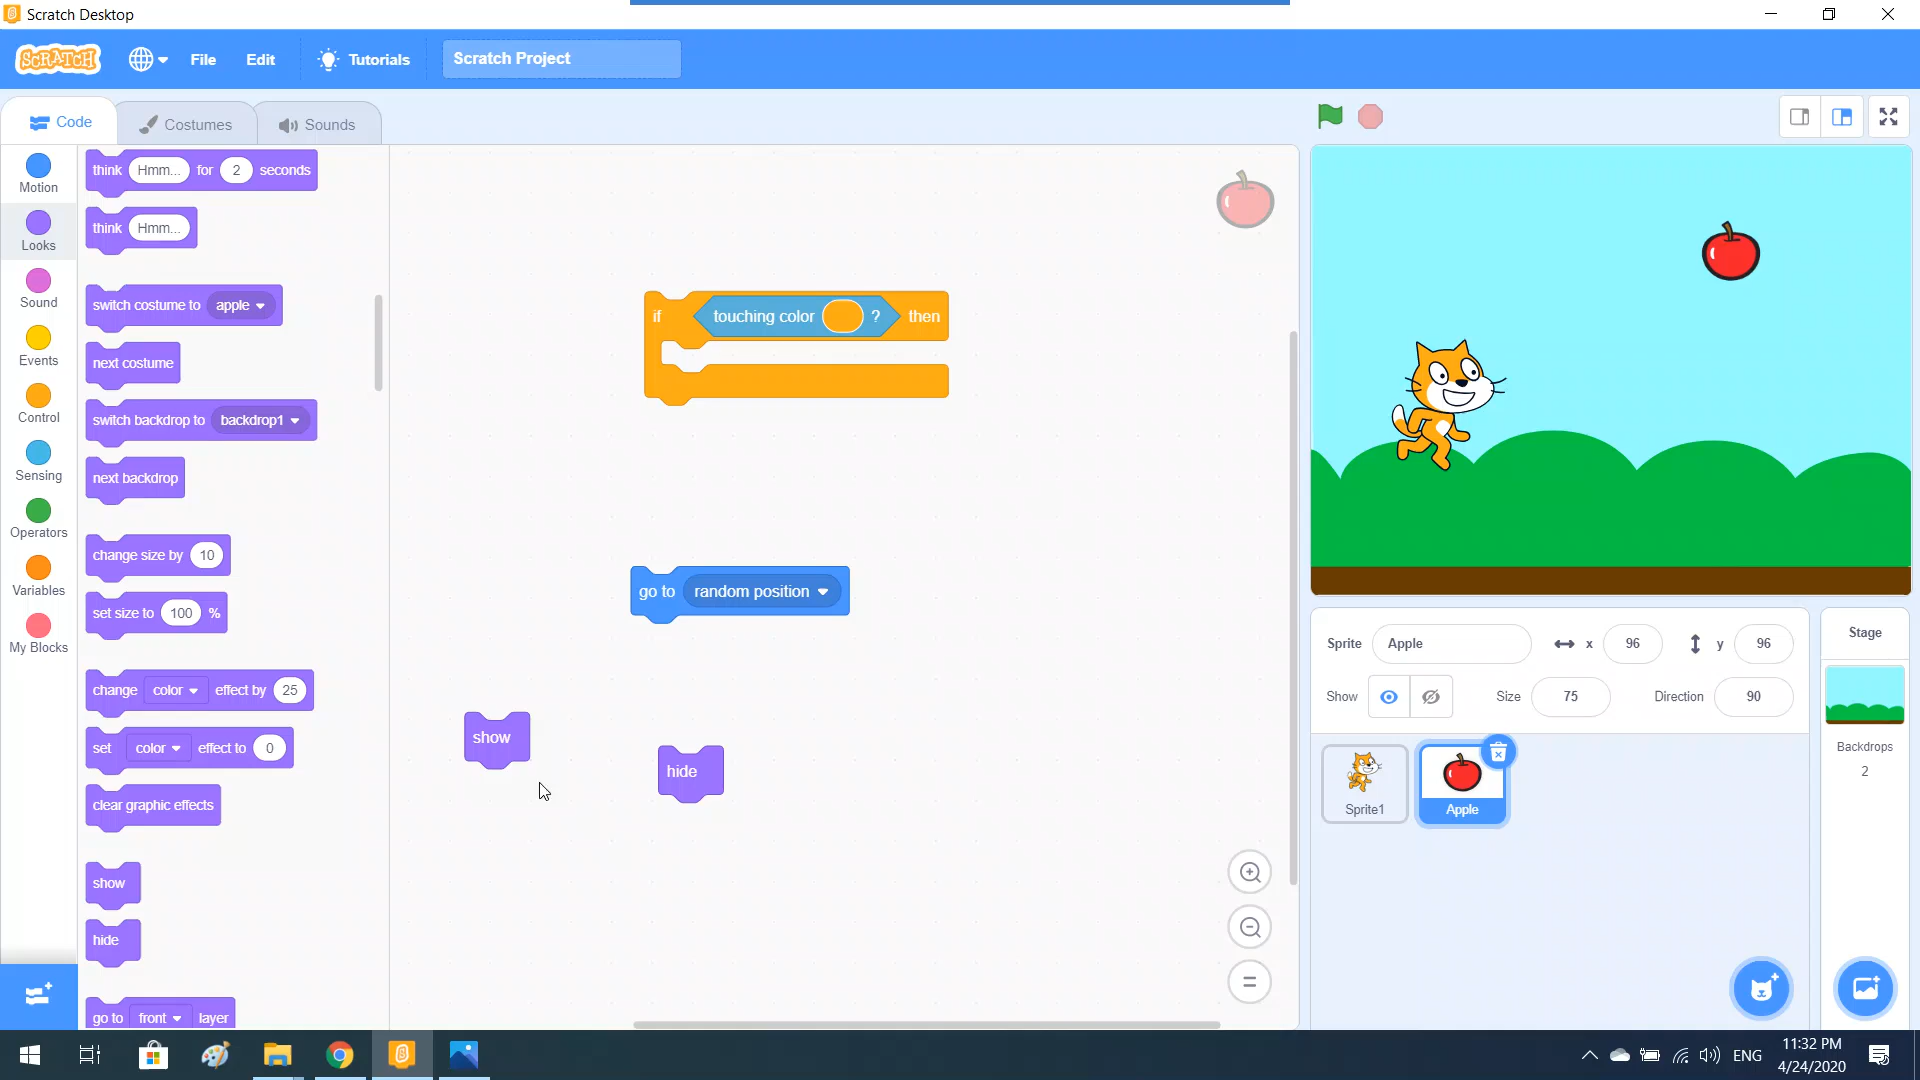 Scratch Desktop
SCRATCH
File
Edit
Tutorials
Scratch Project
Code
Costumes
Sounds
Motion
Looks
Sound
Events
Control
Sensing
Operators
Variables
My Blocks
think Hmm... for 2 seconds
think Hmm...
switch costume to apple
next costume
switch backdrop to backdrop1
next backdrop
change size by 10
set size to 100 %
change color effect by 25
set color effect to 0
clear graphic effects
show
hide
go to front layer
if touching color ? then
go to random position
show
hide
Sprite Apple x 96 y 96
Show Size 75 Direction 90
Sprite1
Apple
Stage
Backdrops
2
ENG
11:32 PM
4/24/2020